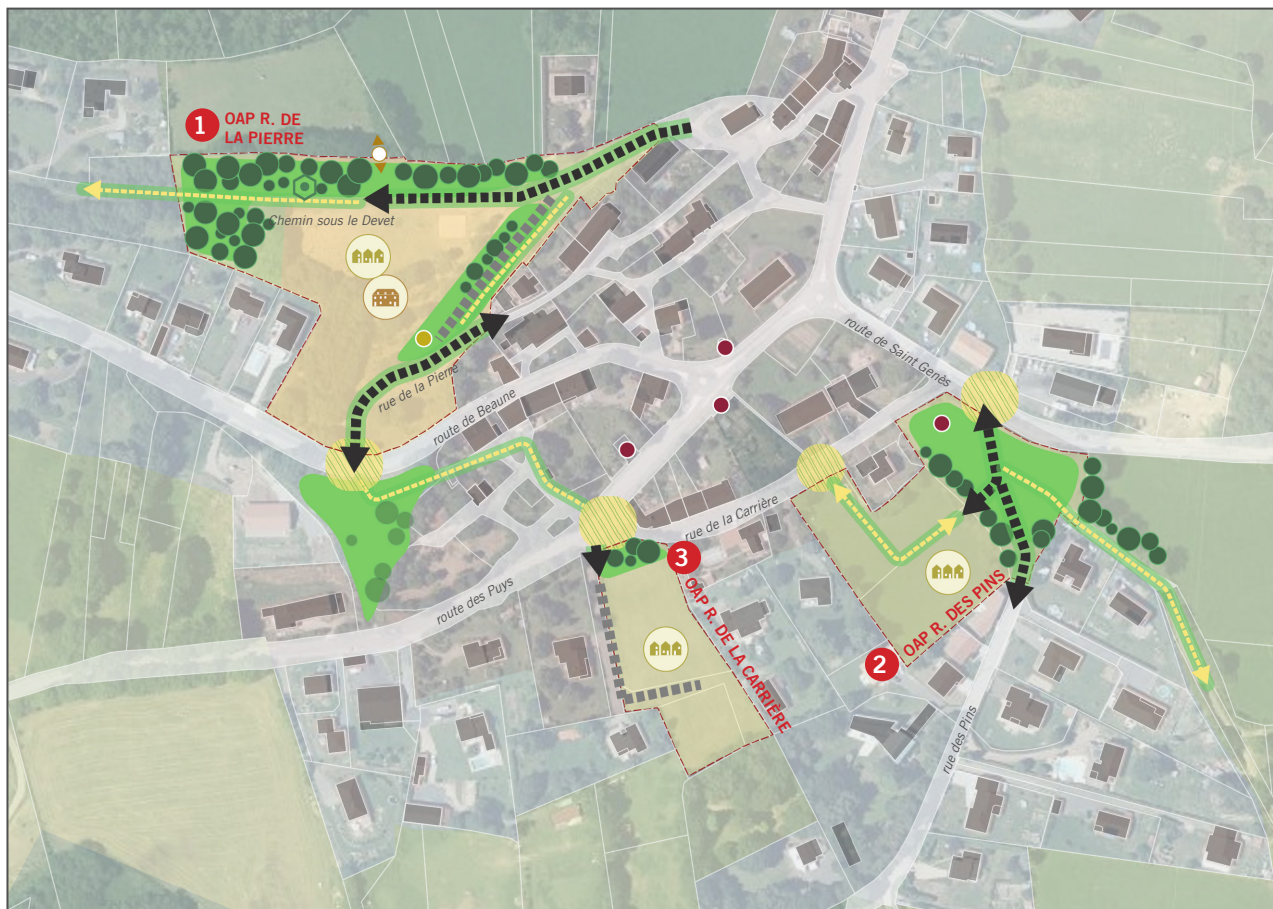 1
OAP R. DE
LA PIERRE
Chemin sous le Devet
rue de la Pierre
route de Beaune
route de Saint Genès
rue de la Carrière
3
OAP R. DE LA CARRIÈRE
route des Puys
OAP R. DES PINS
2
rue des Pins